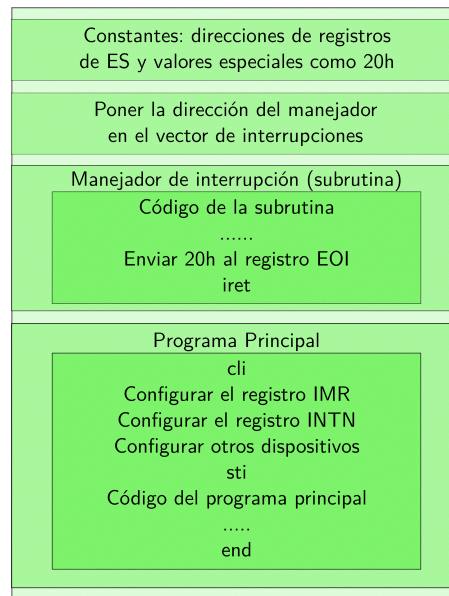 Constantes: direcciones de registros
de ES y valores especiales como 20h
Poner la dirección del manejador
en el vector de interrupciones
Manejador de interrupción (subrutina)
Código de la subrutina
......
Enviar 20h al registro EOI
iret
Programa Principal
cli
Configurar el registro IMR
Configurar el registro INTN
Configurar otros dispositivos
sti
Código del programa principal
.....
end